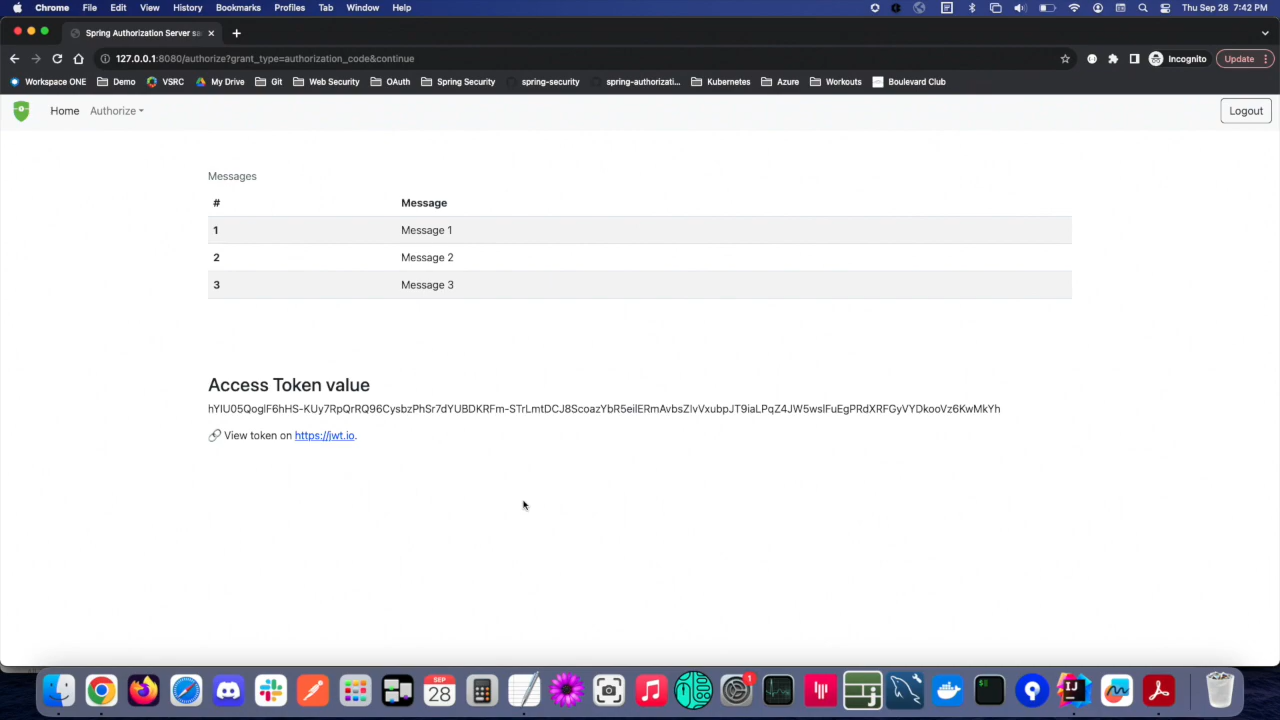 Chrome File Edit View History Bookmarks Profiles Tab Window Help Thu Sep 28 7:42 PM
Spring Authorization Server sa
127.0.0.1:8080/authorize?grant_type=authorization_code&continue Incognito Update
Workspace ONE Demo VSRC My Drive Git Web Security OAuth Spring Security spring-security spring-authorizati... Kubernetes Azure Workouts Boulevard Club
Home Authorize Logout
Messages
# Message
1 Message 1
2 Message 2
3 Message 3
Access Token value
View token on https://jwt.io.
SEP 1
28